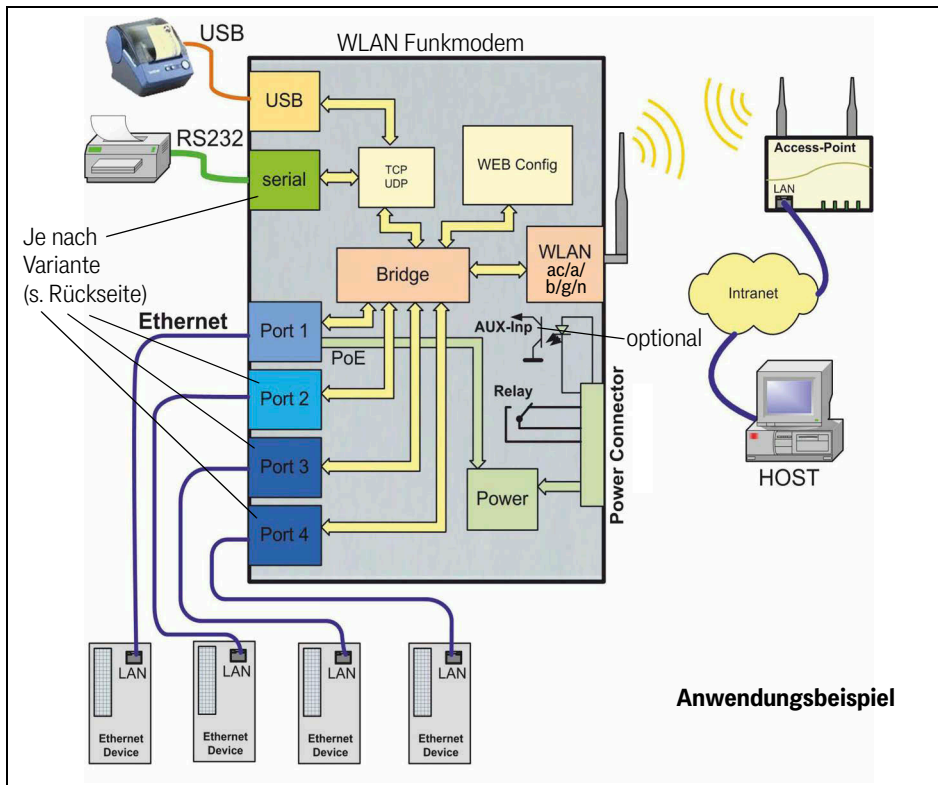 USB
WLAN Funkmodem
USB
RS232
serial
TCP
UDP
WEB Config
Access-Point
LAN
Je nach
Variante
(s. Rückseite)
Bridge
WLAN
ac/a/
b/g/n
Intranet
Ethernet
Port 1
PoE
AUX-Inp
optional
Port 2
Relay
Power Connector
Port 3
Power
HOST
Port 4
LAN
LAN
LAN
LAN
Ethernet
Device
Ethernet
Device
Ethernet
Device
Ethernet
Device
Anwendungsbeispiel